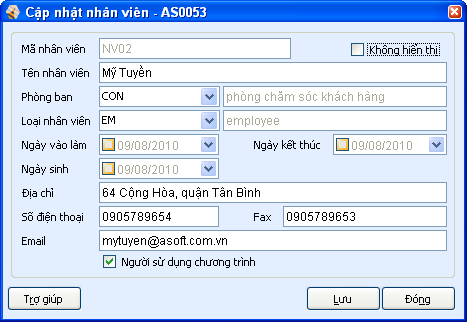 Cập nhật nhân viên - AS0053
Mã nhân viên NV02 Không hiển thị
Tên nhân viên Mỹ Tuyền
Phòng ban CON phòng chăm sóc khách hàng
Loại nhân viên EM employee
Ngày vào làm 09/08/2010 Ngày kết thúc 09/08/2010
Ngày sinh 09/08/2010
Địa chỉ 64 Cộng Hòa, quận Tân Bình
Số điện thoại 0905789654 Fax 0905789653
Email mytuyen@asoft.com.vn
Người sử dụng chương trình
Trợ giúp Lưu Đóng